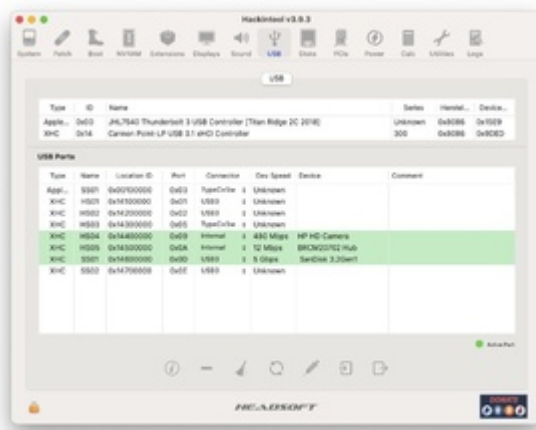 Hackintool v3.9.3
System Patch Boot NVRAM Extensions Displays Sound USB Disks PCIe Power Calc Utilities Logs
USB
Type ID Name Series Device...
Apple... 0x03 JHL7540 Thunderbolt 3 USB Controller [Titan Ridge 2C 2018] Unknown 0x8086
XHC 0x14 Cannon Point-LP USB 3.1 xHCI Controller 300 0x8086 0x9DED
USB Ports
Type Name Location ID Port Connector Dev Speed Device Comment
Appl... SS01 0x00100000 0x03 TypeC+Sw Unknown
XHC HS01 0x14100000 0x01 USB3 Unknown
XHC HS02 0x14200000 0x02 USB3 Unknown
XHC HS03 0x14300000 0x05 TypeC+Sw Unknown
XHC HS04 0x14400000 0x09 Internal 480 Mbps HP HD Camera
XHC HS05 0x14500000 0x0A Internal 12 Mbps BRCM20702 Hub
XHC SS01 0x14600000 0x0D USB3 5 Gbps SanDisk 3.2Gen1
XHC SS02 0x14700000 0x0E USB3 Unknown
Active Port
HEADSOFT
DONATE